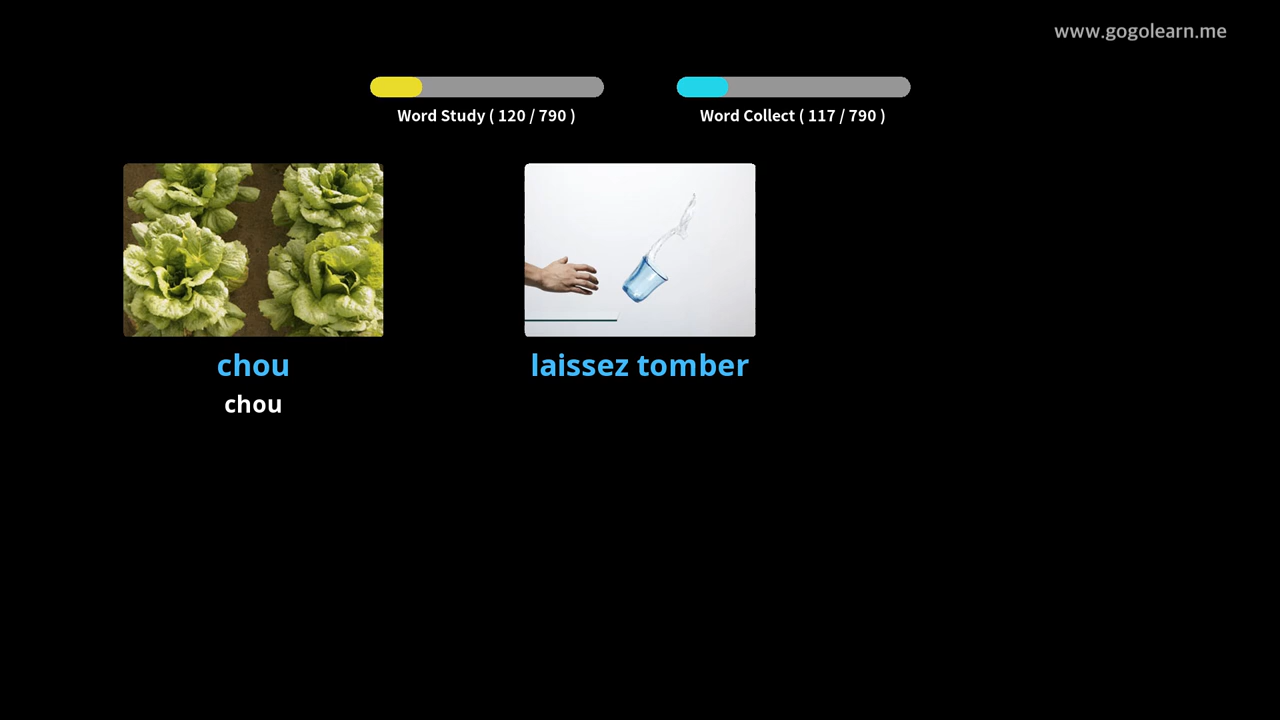 www.gogolearn.me
Word Study ( 120 / 790 )
Word Collect ( 117 / 790 )
chou
laissez tomber
chou